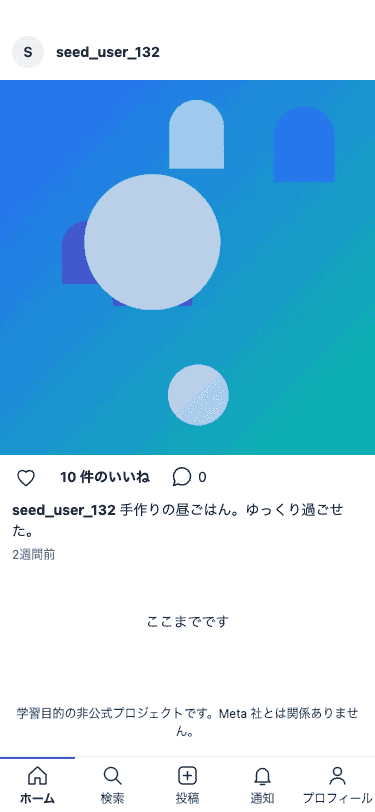 S seed_user_132
10 件のいいね 0
seed_user_132 手作りの昼ごはん。ゆっくり過ごせ
た。
2週間前
ここまでです
学習目的の非公式プロジェクトです。Meta 社とは関係ありませ
ん。
ホーム 検索 投稿 通知 プロフィール